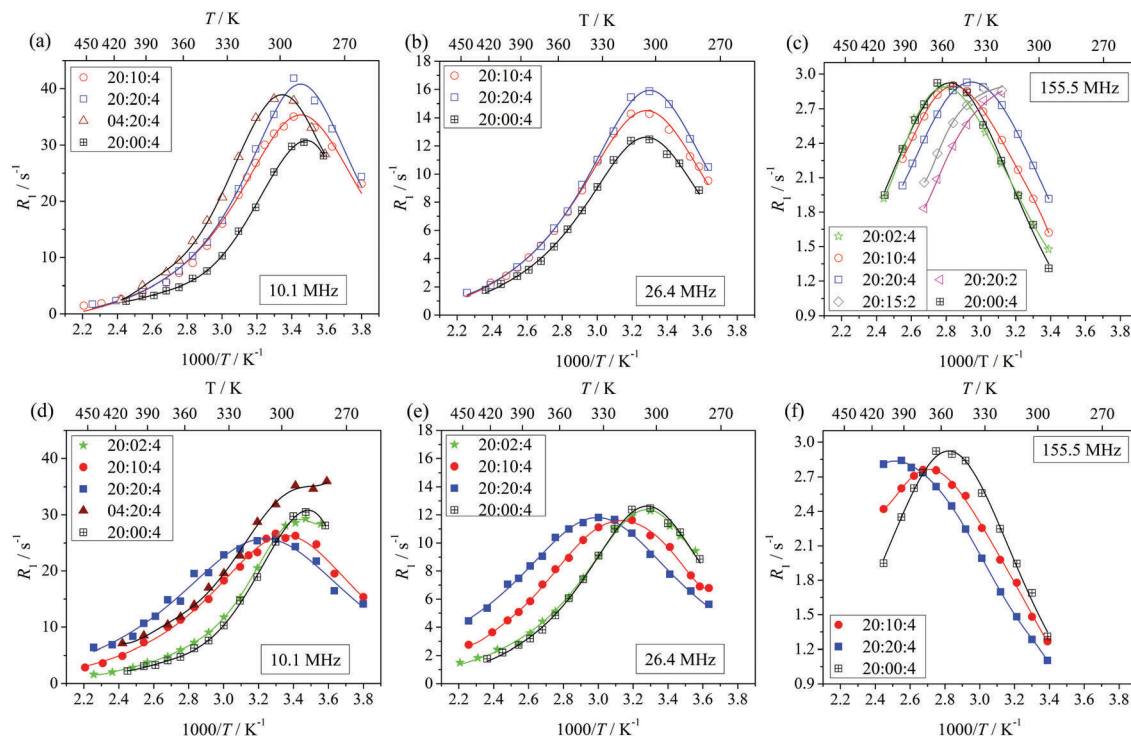 T / K
450 420 390 360 330 300 270
(a)
20:10:4
20:20:4
04:20:4
20:00:4
10.1 MHz
R1 / s-1
40
30
20
10
0
2.2 2.4 2.6 2.8 3.0 3.2 3.4 3.6 3.8
1000/T / K-1
T / K
450 420 390 360 330 300 270
(b)
20:10:4
20:20:4
20:00:4
26.4 MHz
R1 / s-1
18
16
14
12
10
8
6
4
2
0
2.2 2.4 2.6 2.8 3.0 3.2 3.4 3.6 3.8
1000/T / K-1
T / K
450 420 390 360 330 300 270
(c)
155.5 MHz
20:02:4
20:10:4
20:20:4
20:15:2
20:20:2
20:00:4
R1 / s-1
3.0
2.7
2.4
2.1
1.8
1.5
1.2
0.9
2.2 2.4 2.6 2.8 3.0 3.2 3.4 3.6 3.8
1000/T / K-1
T / K
450 420 390 360 330 300 270
(d)
20:02:4
20:10:4
20:20:4
04:20:4
20:00:4
10.1 MHz
R1 / s-1
40
30
20
10
0
2.2 2.4 2.6 2.8 3.0 3.2 3.4 3.6 3.8
1000/T / K-1
T / K
450 420 390 360 330 300 270
(e)
20:02:4
20:10:4
20:20:4
20:00:4
26.4 MHz
R1 / s-1
18
16
14
12
10
8
6
4
2
0
2.2 2.4 2.6 2.8 3.0 3.2 3.4 3.6 3.8
1000/T / K-1
T / K
450 420 390 360 330 300 270
(f)
155.5 MHz
20:10:4
20:20:4
20:00:4
R1 / s-1
3.0
2.7
2.4
2.1
1.8
1.5
1.2
0.9
2.2 2.4 2.6 2.8 3.0 3.2 3.4 3.6 3.8
1000/T / K-1